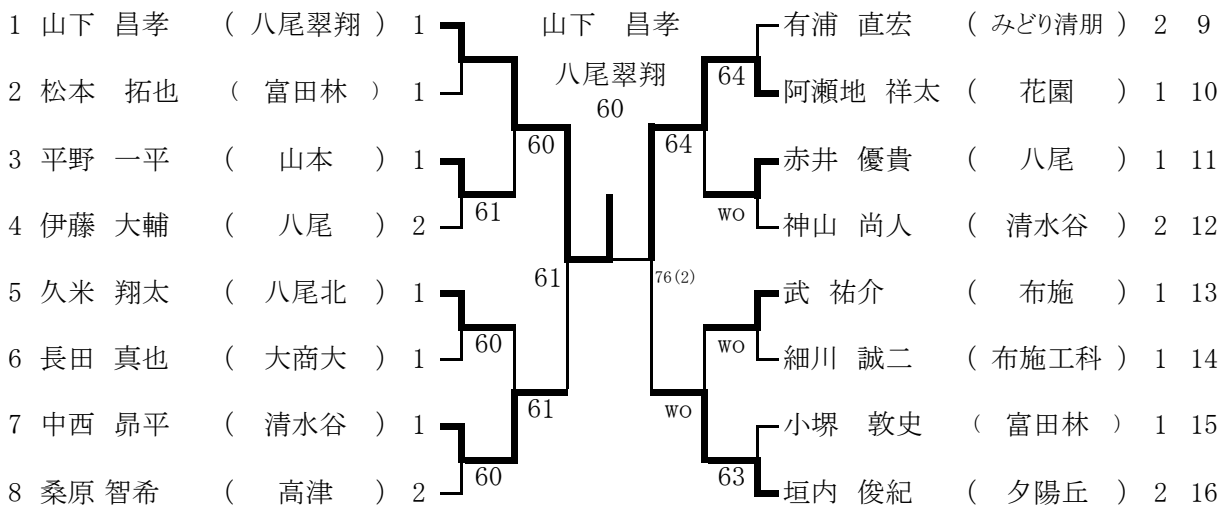 1 山下 昌孝 ( 八尾翠翔 ) 1 山下 昌孝 有浦 直宏 ( みどり清朋 ) 2 9
八尾翠翔 64
2 松本 拓也 ( 富田林 ) 1 60 阿瀬地 祥太 ( 花園 ) 1 10
60 64
3 平野 一平 ( 山本 ) 1 赤井 優貴 ( 八尾 ) 1 11
61 WO
4 伊藤 大輔 ( 八尾 ) 2 神山 尚人 ( 清水谷 ) 2 12
61 76(2)
5 久米 翔太 ( 八尾北 ) 1 武 祐介 ( 布施 ) 1 13
60 WO
6 長田 真也 ( 大商大 ) 1 細川 誠二 ( 布施工科 ) 1 14
61 WO
7 中西 昴平 ( 清水谷 ) 1 小堺 敦史 ( 富田林 ) 1 15
60 63
8 桑原 智希 ( 高津 ) 2 垣内 俊紀 ( 夕陽丘 ) 2 16